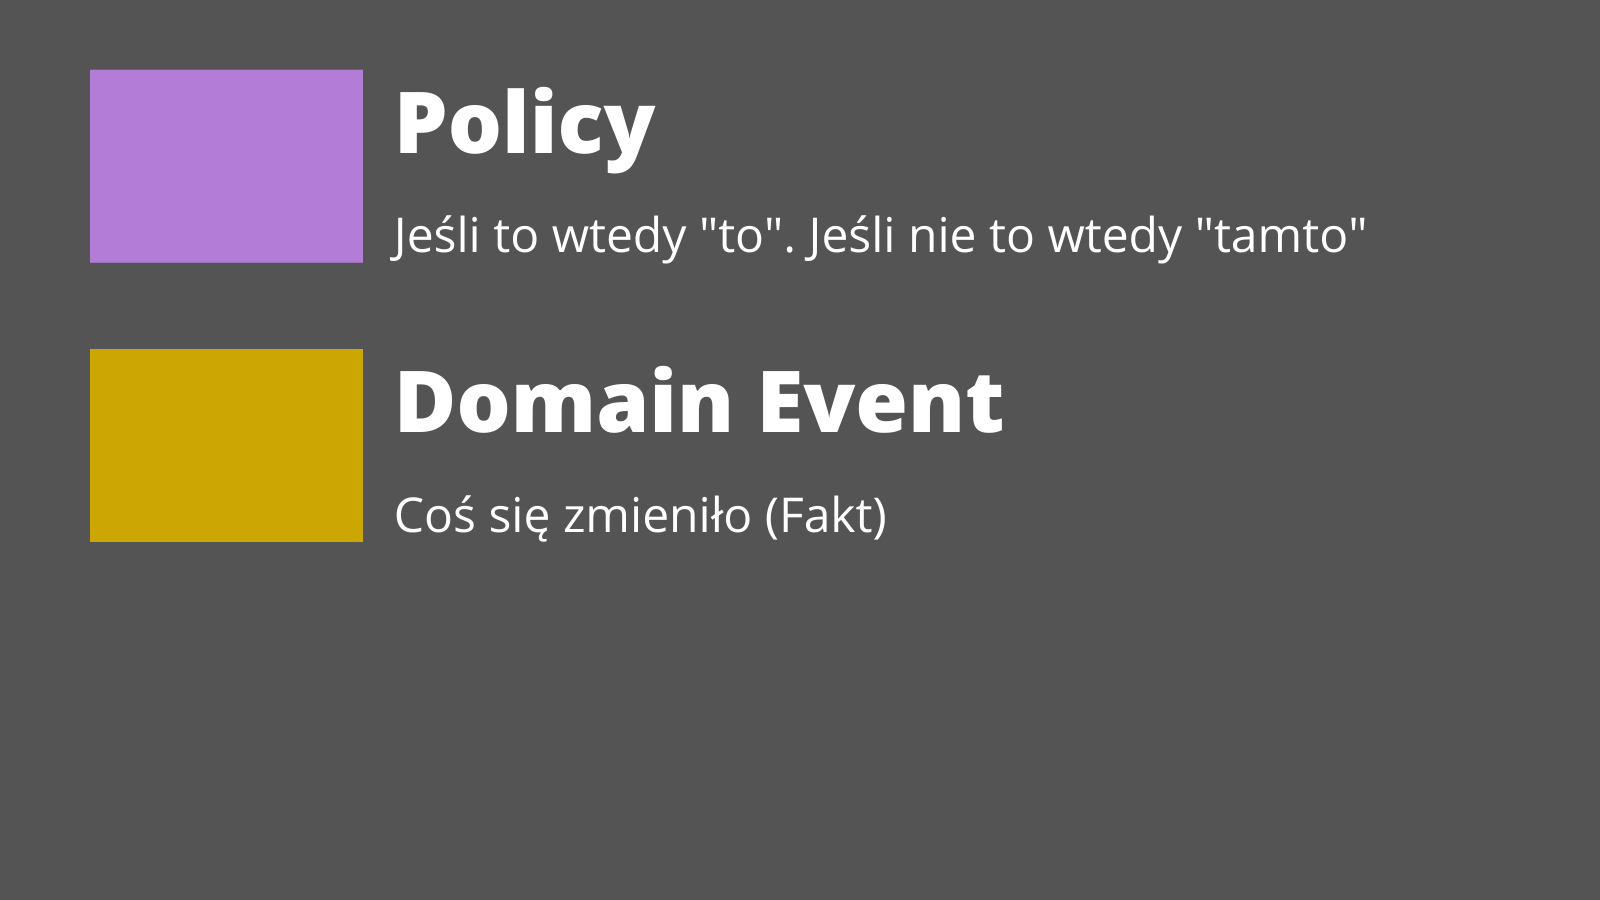 Policy
Jeśli to wtedy "to". Jeśli nie to wtedy "tamto"
Domain Event
Coś się zmieniło (Fakt)